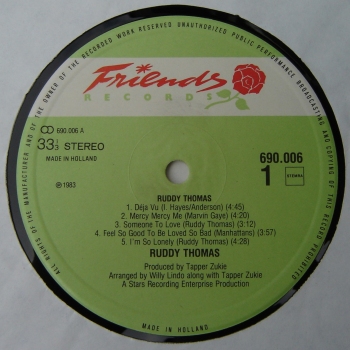 ALL RIGHTS OF THE MANUFACTURER AND OF THE OWNER OF THE RECORDED WORK RESERVED UNAUTHORIZED PUBLIC PERFORMANCE BROADCASTING AND COPYING OF THIS RECORD PROHIBITED
Friends
RECORDS
690.006 A
33⅓ STEREO
MADE IN HOLLAND
690.006
1
STEMRA
℗1983
RUDDY THOMAS
1. Déja Vu (I. Hayes/Anderson) (4:45)
2. Mercy Mercy Me (Marvin Gaye) (4:20)
3. Someone To Love (Ruddy Thomas) (3:12)
4. Feel So Good To Be Loved So Bad (Manhattans) (3:57)
5. I'm So Lonely (Ruddy Thomas) (4:28)
RUDDY THOMAS
Produced by Tapper Zukie
Arranged by Willy Lindo along with Tapper Zukie
A Stars Recording Enterprise Production
MADE IN HOLLAND